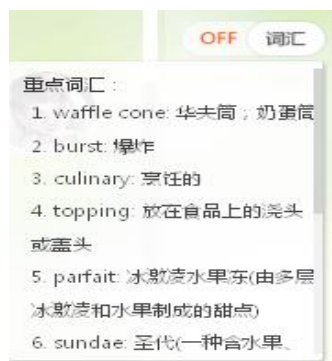 OFF 词汇
重点词汇：
1. waffle cone: 华夫筒；奶蛋筒
2. burst: 爆炸
3. culinary: 烹饪的
4. topping: 放在食品上的浇头
或盖头
5. parfait: 冰激凌水果冻(由多层
冰激凌和水果制成的甜点)
6. sundae: 圣代(一种含水果、